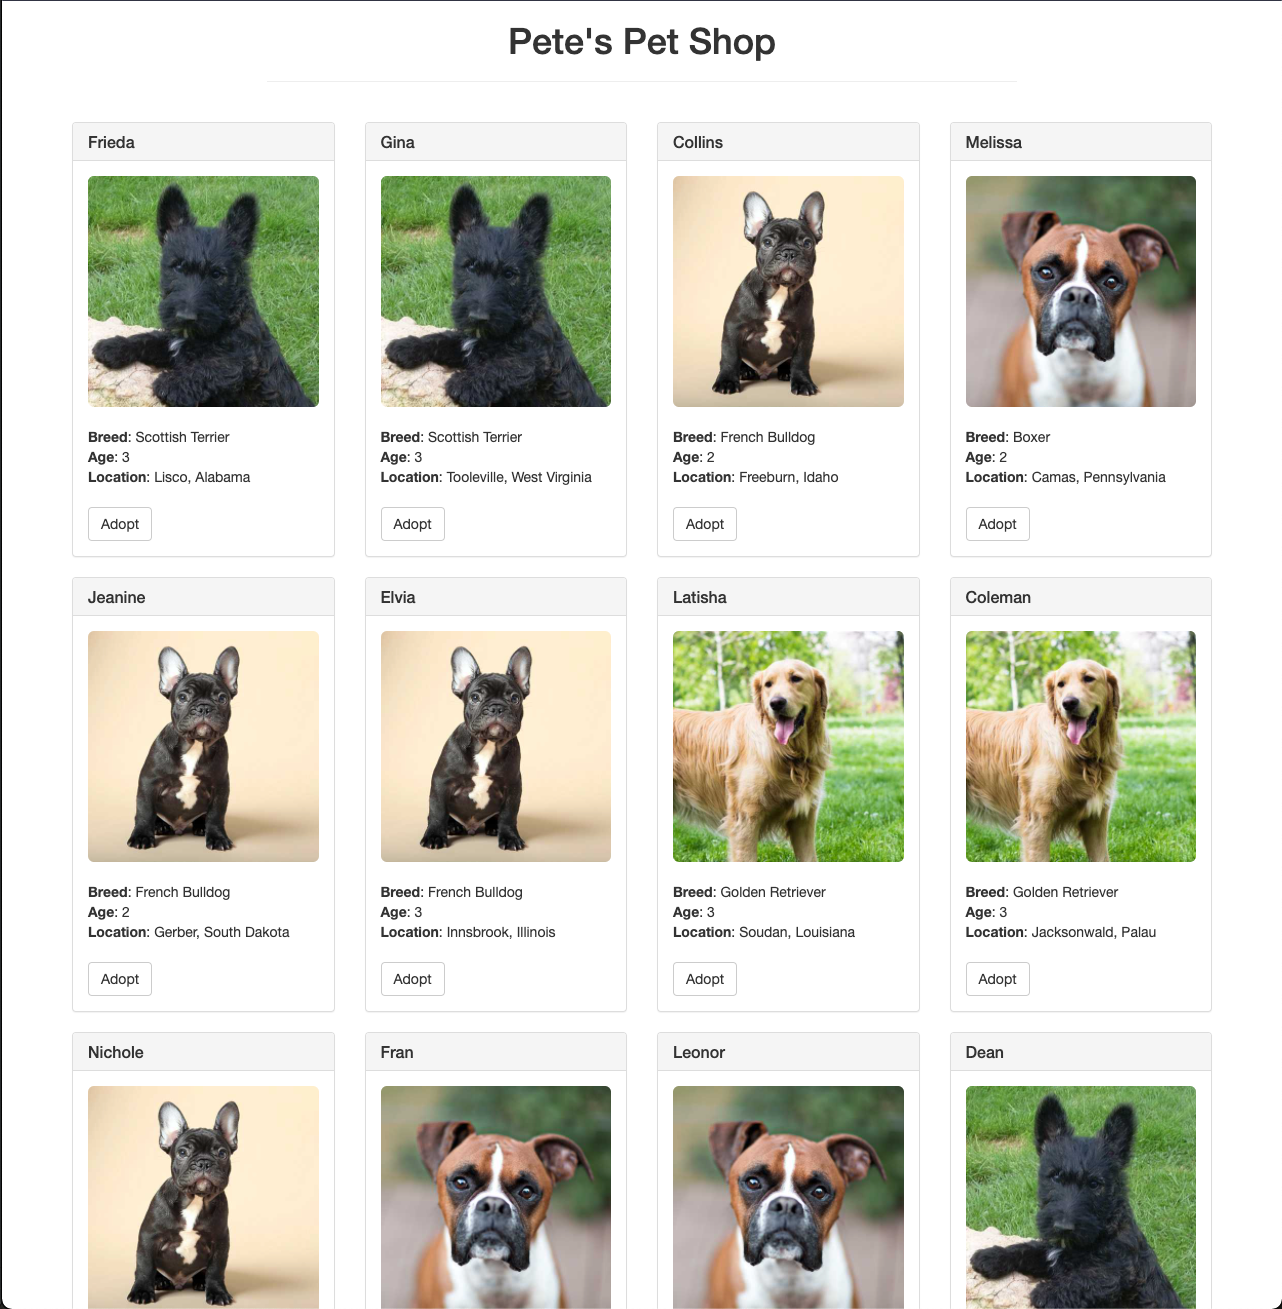 Pete's Pet Shop
Frieda
Breed: Scottish Terrier
Age: 3
Location: Lisco, Alabama
Adopt
Gina
Breed: Scottish Terrier
Age: 3
Location: Tooleville, West Virginia
Adopt
Collins
Breed: French Bulldog
Age: 2
Location: Freeburn, Idaho
Adopt
Melissa
Breed: Boxer
Age: 2
Location: Camas, Pennsylvania
Adopt
Jeanine
Breed: French Bulldog
Age: 2
Location: Gerber, South Dakota
Adopt
Elvia
Breed: French Bulldog
Age: 3
Location: Innsbrook, Illinois
Adopt
Latisha
Breed: Golden Retriever
Age: 3
Location: Soudan, Louisiana
Adopt
Coleman
Breed: Golden Retriever
Age: 3
Location: Jacksonwald, Palau
Adopt
Nichole
Fran
Leonor
Dean